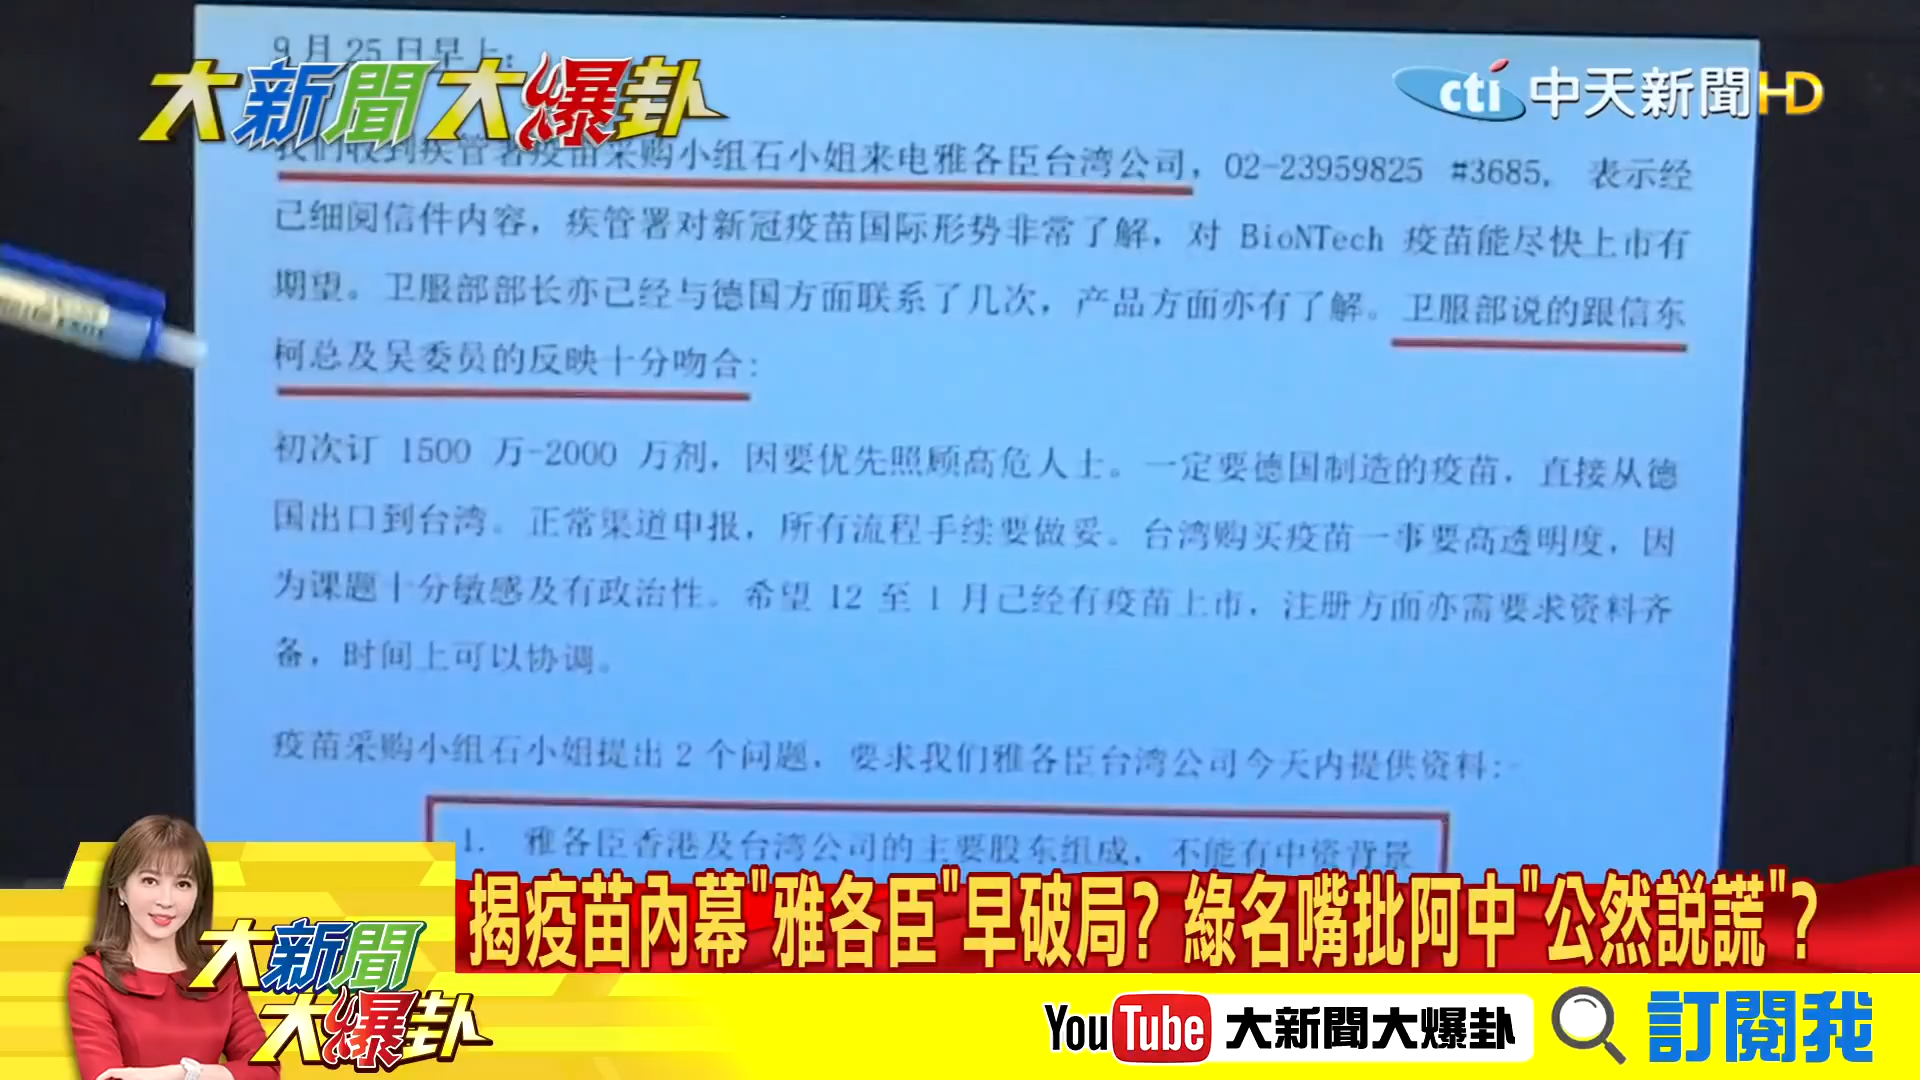 9月25日早上:
大新聞大爆卦
cti 中天新聞HD
我们收到疾管署疫苗采购小组石小姐来电雅各臣台湾公司，02-23959825 #3685，表示经
已细阅信件内容，疾管署对新冠疫苗国际形势非常了解，对 BioNTech 疫苗能尽快上市有
期望。卫服部部长亦已经与德国方面联系了几次，产品方面亦有了解。卫服部说的跟信东
柯总及吴委员的反映十分吻合:
初次订 1500 万-2000 万剂，因要优先照顾高危人士。一定要德国制造的疫苗，直接从德
国出口到台湾。正常渠道申报，所有流程手续要做妥。台湾购买疫苗一事要高透明度，因
为课题十分敏感及有政治性。希望 12 至 1 月已经有疫苗上市，注册方面亦需要求资料齐
备，时间上可以协调。
疫苗采购小组石小姐提出 2 个问题，要求我们雅各臣台湾公司今天内提供资料:
1. 雅各臣香港及台湾公司的主要股东组成，不能有中资背景
揭疫苗內幕"雅各臣"早破局? 綠名嘴批阿中"公然說謊"?
大新聞
大爆卦
YouTube 大新聞大爆卦 訂閱我